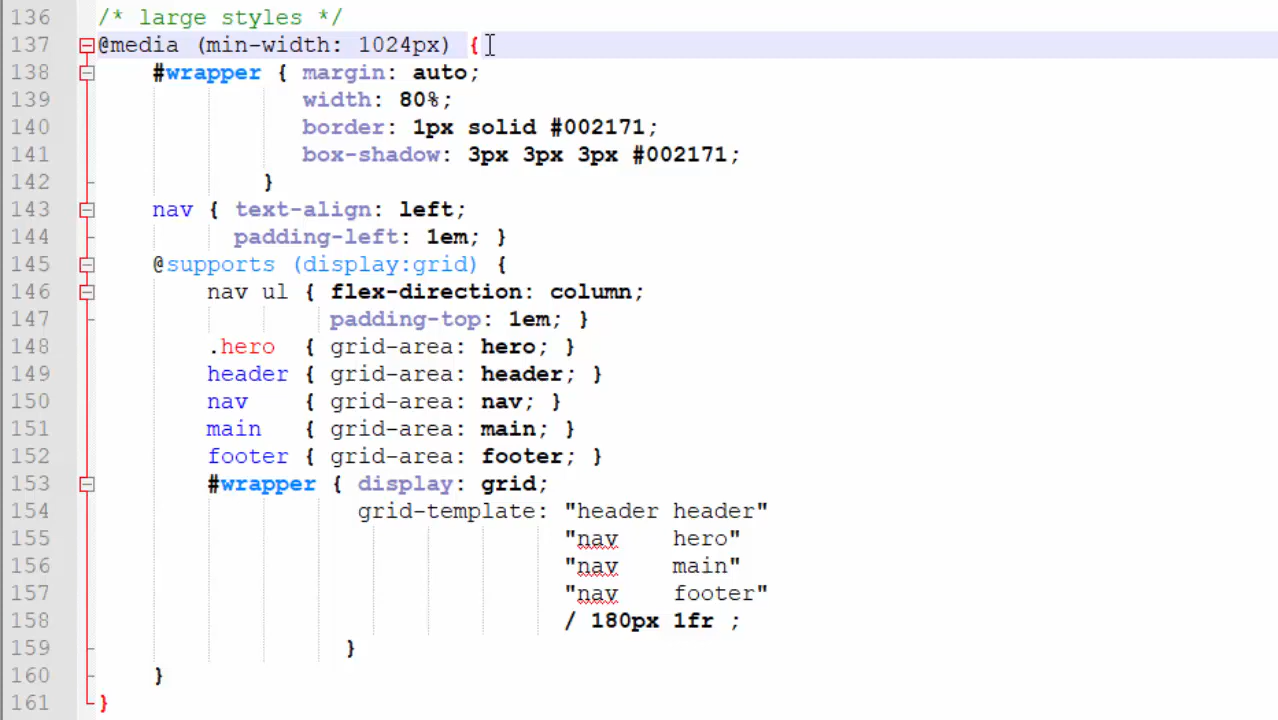 136 /* large styles */
137 @media (min-width: 1024px) {
138 #wrapper { margin: auto;
139 width: 80%;
140 border: 1px solid #002171;
141 box-shadow: 3px 3px 3px #002171;
142 }
143 nav { text-align: left;
144 padding-left: 1em; }
145 @supports (display:grid) {
146 nav ul { flex-direction: column;
147 padding-top: 1em; }
148 .hero { grid-area: hero; }
149 header { grid-area: header; }
150 nav { grid-area: nav; }
151 main { grid-area: main; }
152 footer { grid-area: footer; }
153 #wrapper { display: grid;
154 grid-template: "header header"
155 "nav hero"
156 "nav main"
157 "nav footer"
158 / 180px 1fr ;
159 }
160 }
161 }